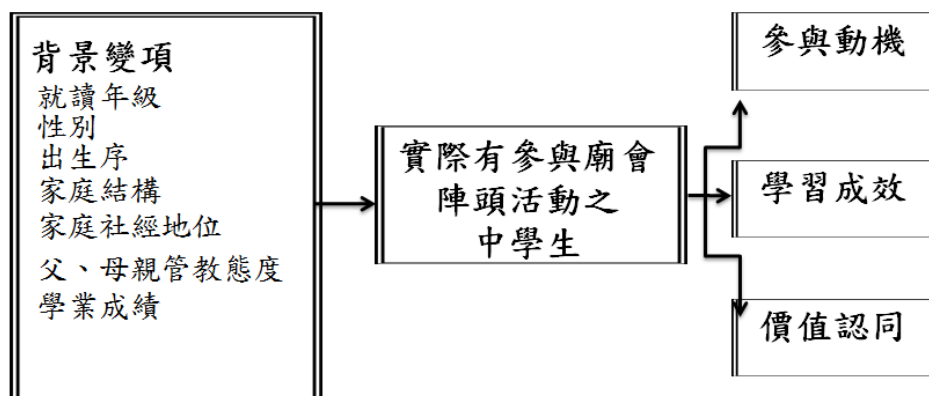 背景變項
就讀年級
性別
出生序
家庭結構
家庭社經地位
父、母親管教態度
學業成績
實際有參與廟會
陣頭活動之
中學生
參與動機
學習成效
價值認同